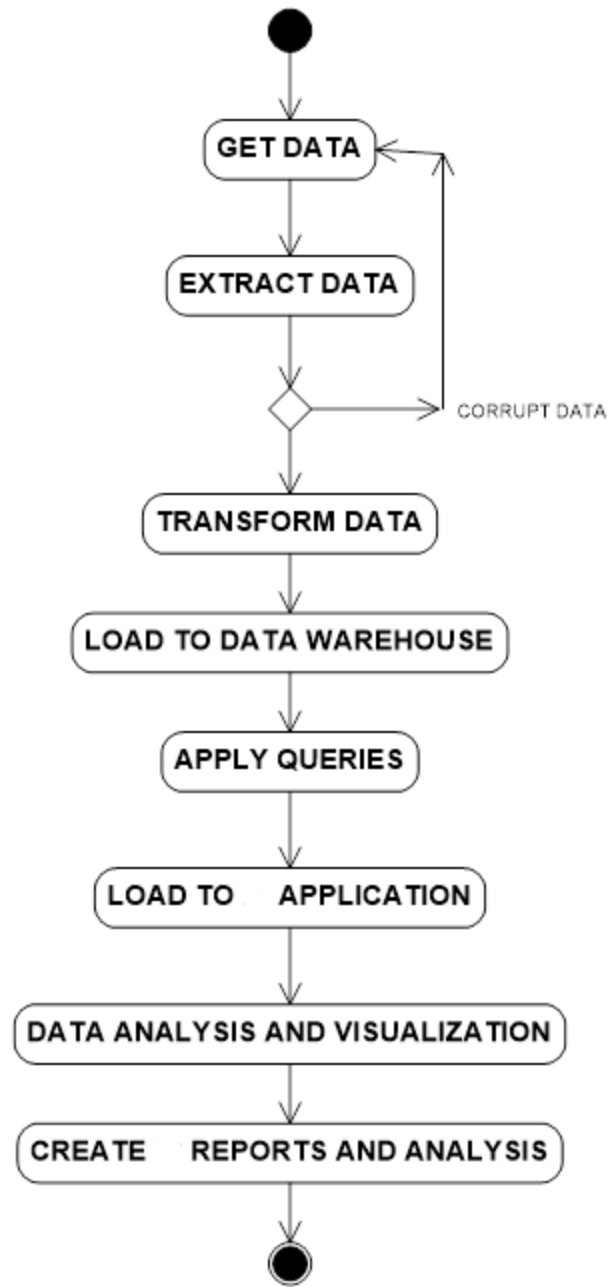 GET DATA
EXTRACT DATA
CORRUPT DATA
TRANSFORM DATA
LOAD TO DATA WAREHOUSE
APPLY QUERIES
LOAD TO APPLICATION
DATA ANALYSIS AND VISUALIZATION
CREATE REPORTS AND ANALYSIS